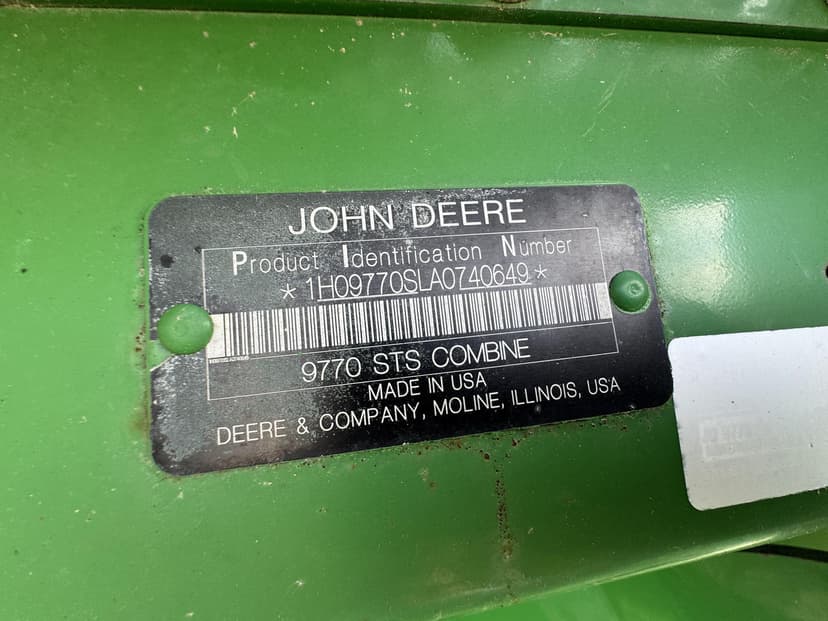 JOHN DEERE
Product Identification Number
*1H09770SLA0740649*
9770 STS COMBINE
MADE IN USA
DEERE & COMPANY, MOLINE, ILLINOIS, USA